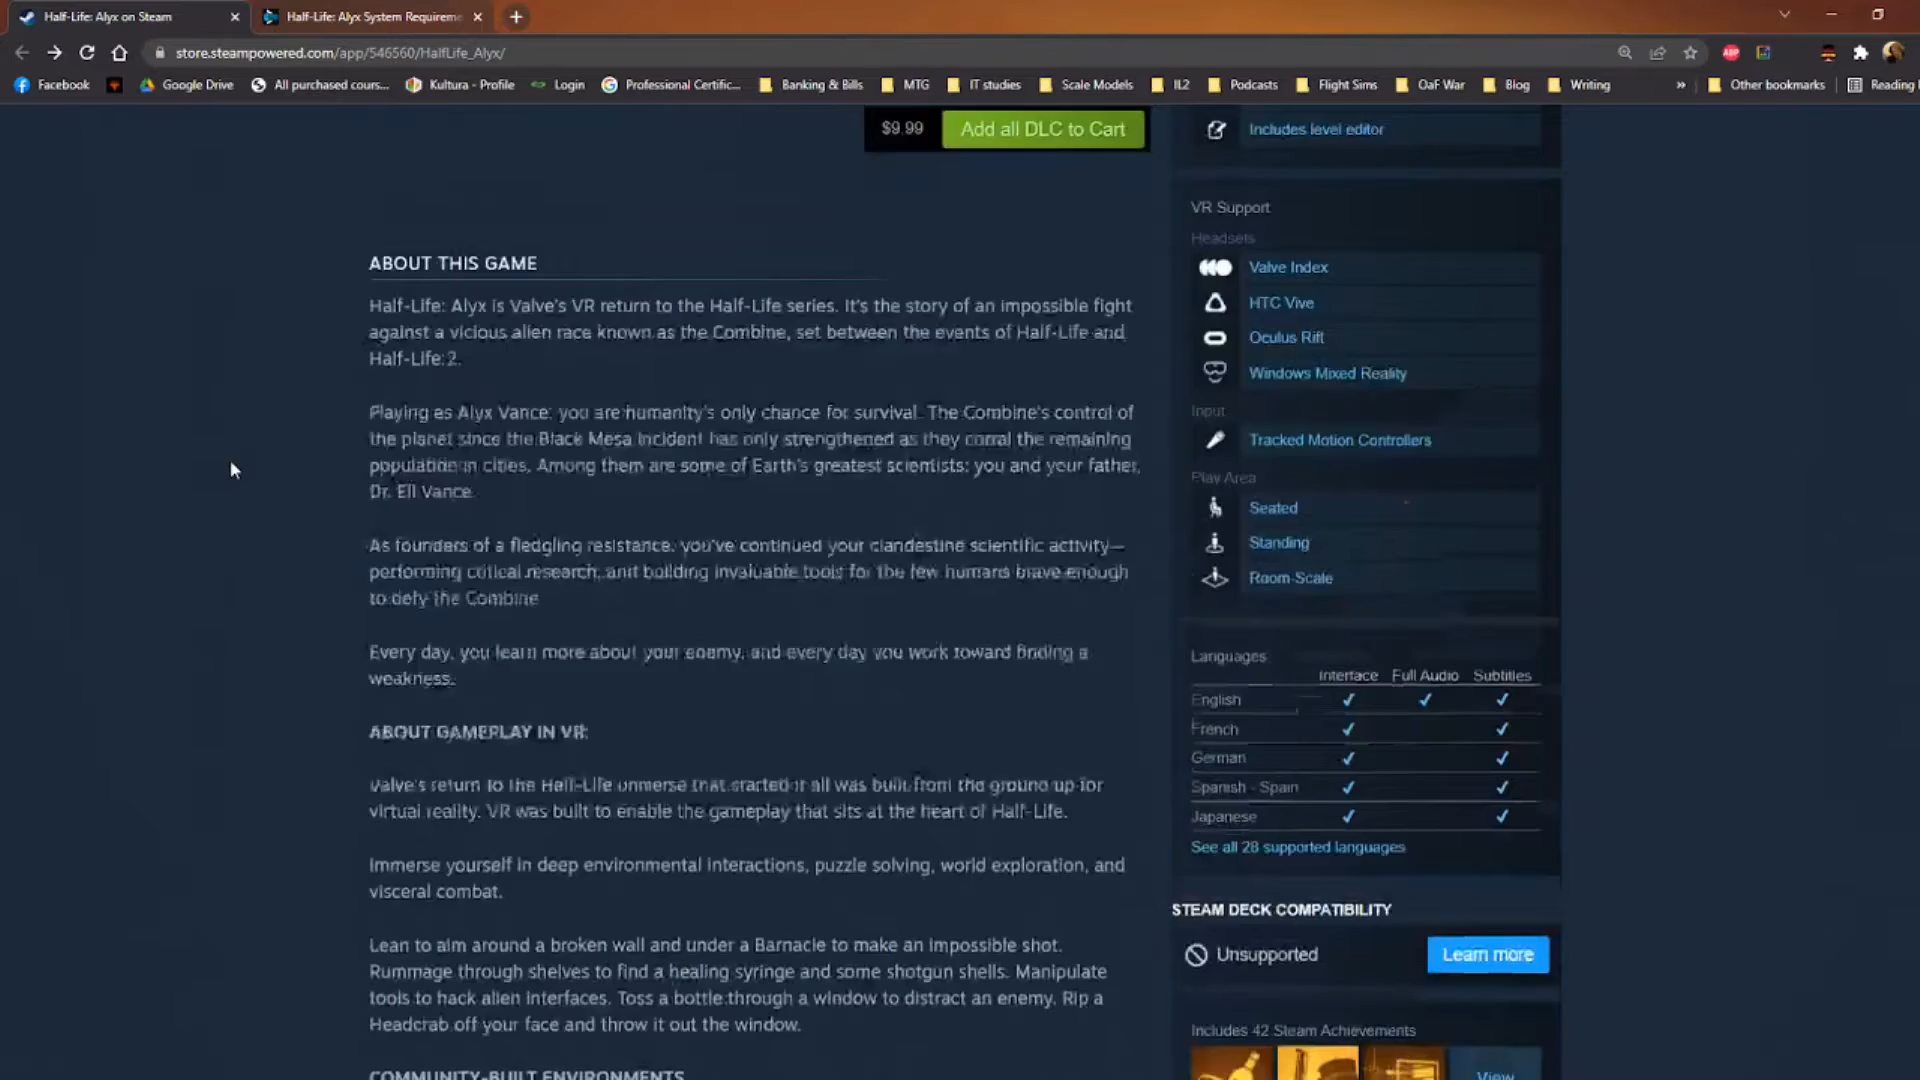 Half-Life: Alyx on Steam
Half-Life: Alyx System Requireme
store.steampowered.com/app/546560/HalfLife_Alyx/
Facebook
Google Drive
All purchased cours...
Kultura - Profile
Login
Professional Certific...
Banking & Bills
MTG
IT studies
Scale Models
IL2
Podcasts
Flight Sims
OaF War
Blog
Writing
»
Other bookmarks
Reading
$9.99
Add all DLC to Cart
Includes level editor
ABOUT THIS GAME
Half-Life: Alyx is Valve's VR return to the Half-Life series. It's the story of an impossible fight
against a vicious alien race known as the Combine, set between the events of Half-Life and
Half-Life 2.
Playing as Alyx Vance, you are humanity's only chance for survival. The Combine's control of
the planet since the Black Mesa incident has only strengthened as they corral the remaining
population in cities. Among them are some of Earth's greatest scientists: you and your father,
Dr. Eli Vance.
As founders of a fledgling resistance, you've continued your clandestine scientific activity—
performing critical research, and building invaluable tools for the few humans brave enough
to defy the Combine.
Every day, you learn more about your enemy, and every day you work toward finding a
weakness.
ABOUT GAMEPLAY IN VR:
Valve's return to the Half-Life universe that started it all was built from the ground up for
virtual reality. VR was built to enable the gameplay that sits at the heart of Half-Life.
Immerse yourself in deep environmental interactions, puzzle solving, world exploration, and
visceral combat.
Lean to aim around a broken wall and under a Barnacle to make an impossible shot.
Rummage through shelves to find a healing syringe and some shotgun shells. Manipulate
tools to hack alien interfaces. Toss a bottle through a window to distract an enemy. Rip a
Headcrab off your face and throw it out the window.
COMMUNITY-BUILT ENVIRONMENTS
VR Support
Headsets
Valve Index
HTC Vive
Oculus Rift
Windows Mixed Reality
Input
Tracked Motion Controllers
Play Area
Seated
Standing
Room-Scale
Languages
Interface Full Audio Subtitles
English ✔ ✔ ✔
French ✔ ✔
German ✔ ✔
Spanish - Spain ✔ ✔
Japanese ✔ ✔
See all 28 supported languages
STEAM DECK COMPATIBILITY
Unsupported
Learn more
Includes 42 Steam Achievements
View